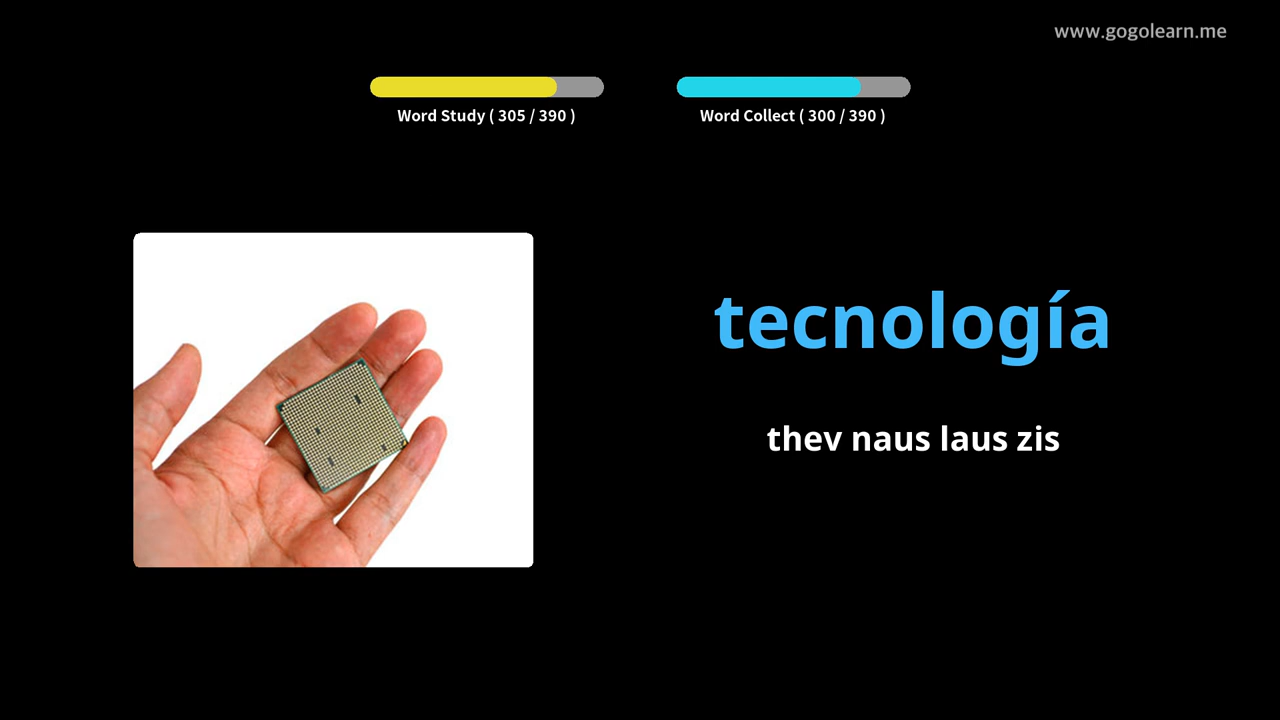 www.gogolearn.me
Word Study ( 305 / 390 )
Word Collect ( 300 / 390 )
tecnología
thev naus laus zis